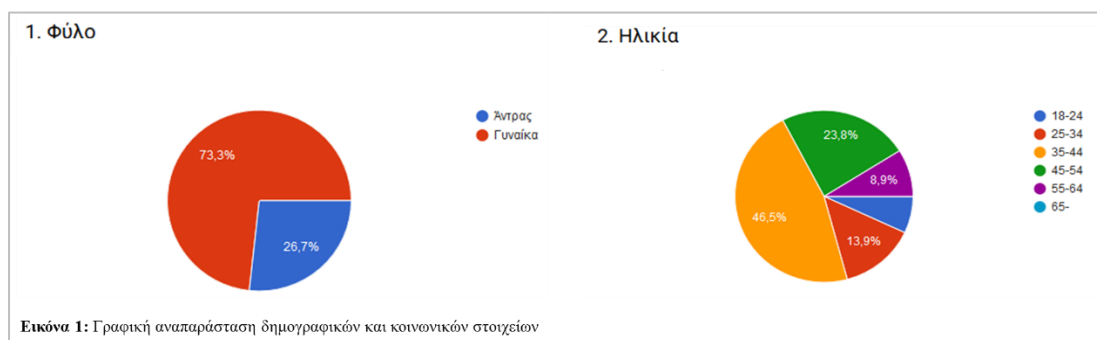 1. Φύλο
73,3%
26,7%
Άντρας
Γυναίκα
2. Ηλικία
23,8%
8,9%
46,5%
13,9%
18-24
25-34
35-44
45-54
55-64
65-
Εικόνα 1: Γραφική αναπαράσταση δημογραφικών και κοινωνικών στοιχείων